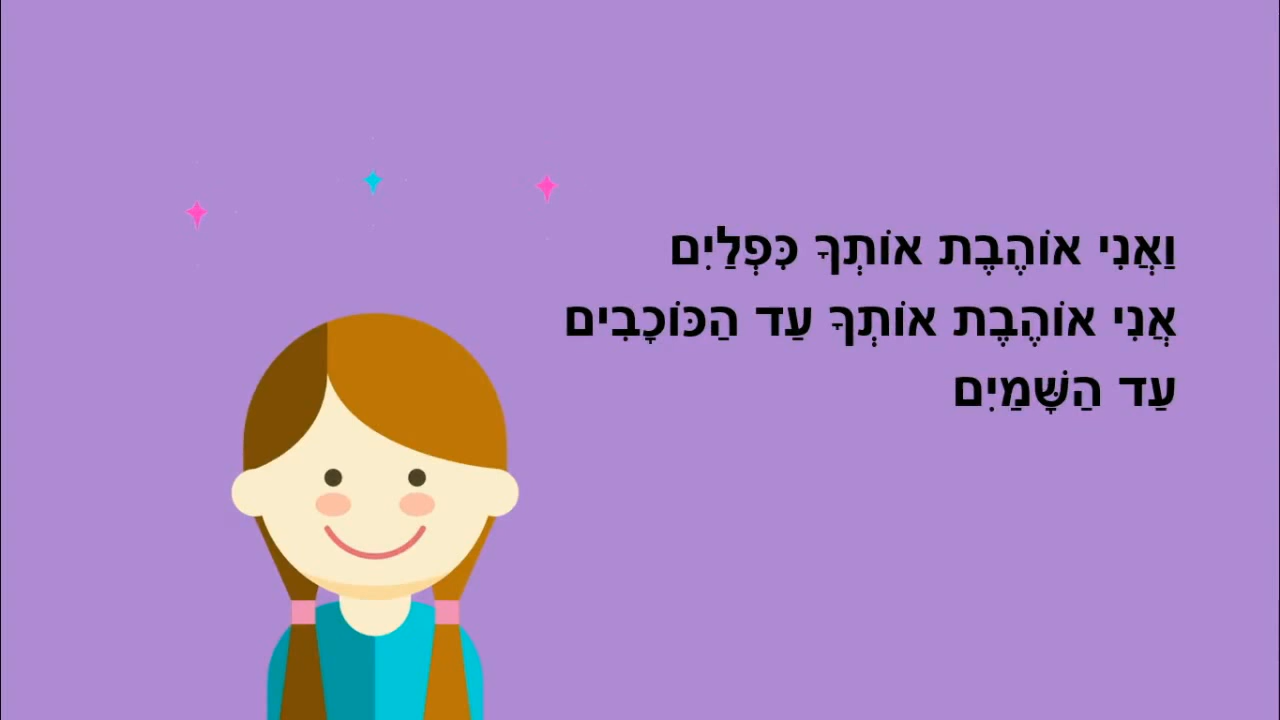 וַאֲנִי אוֹהֶבֶת אוֹתְךָ כִּפְלַיִם
אֲנִי אוֹהֶבֶת אוֹתְךָ עַד הַכּוֹכָבִים
עַד הַשָּׁמַיִם